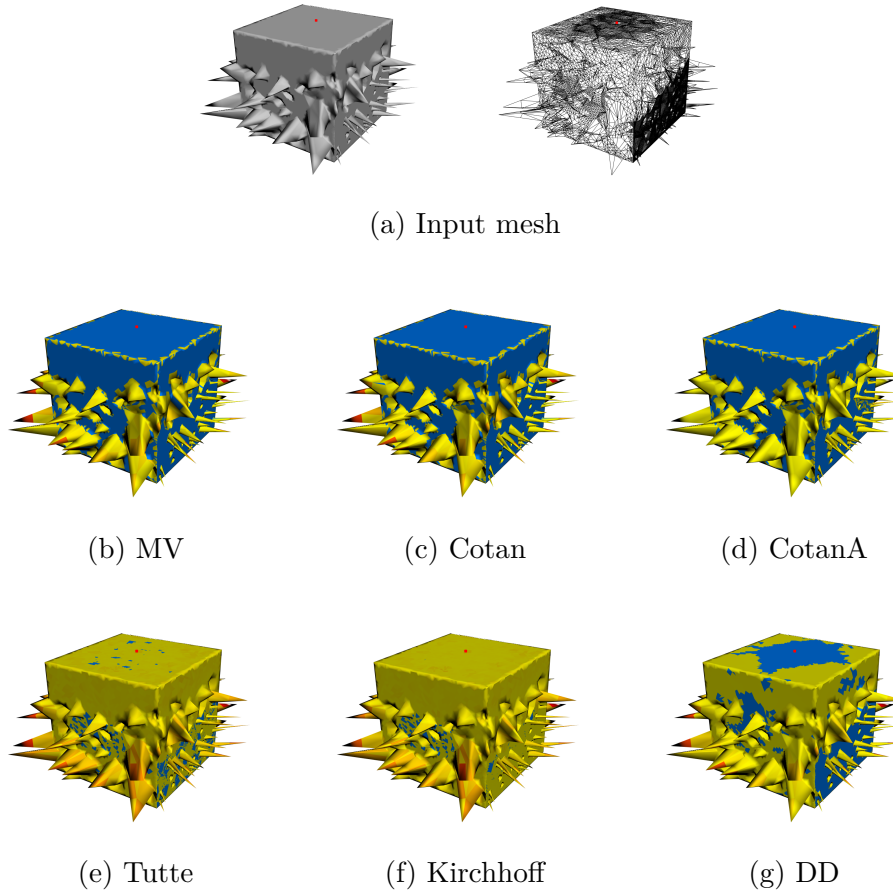 (a) Input mesh
(b) MV
(c) Cotan
(d) CotanA
(e) Tutte
(f) Kirchhoff
(g) DD